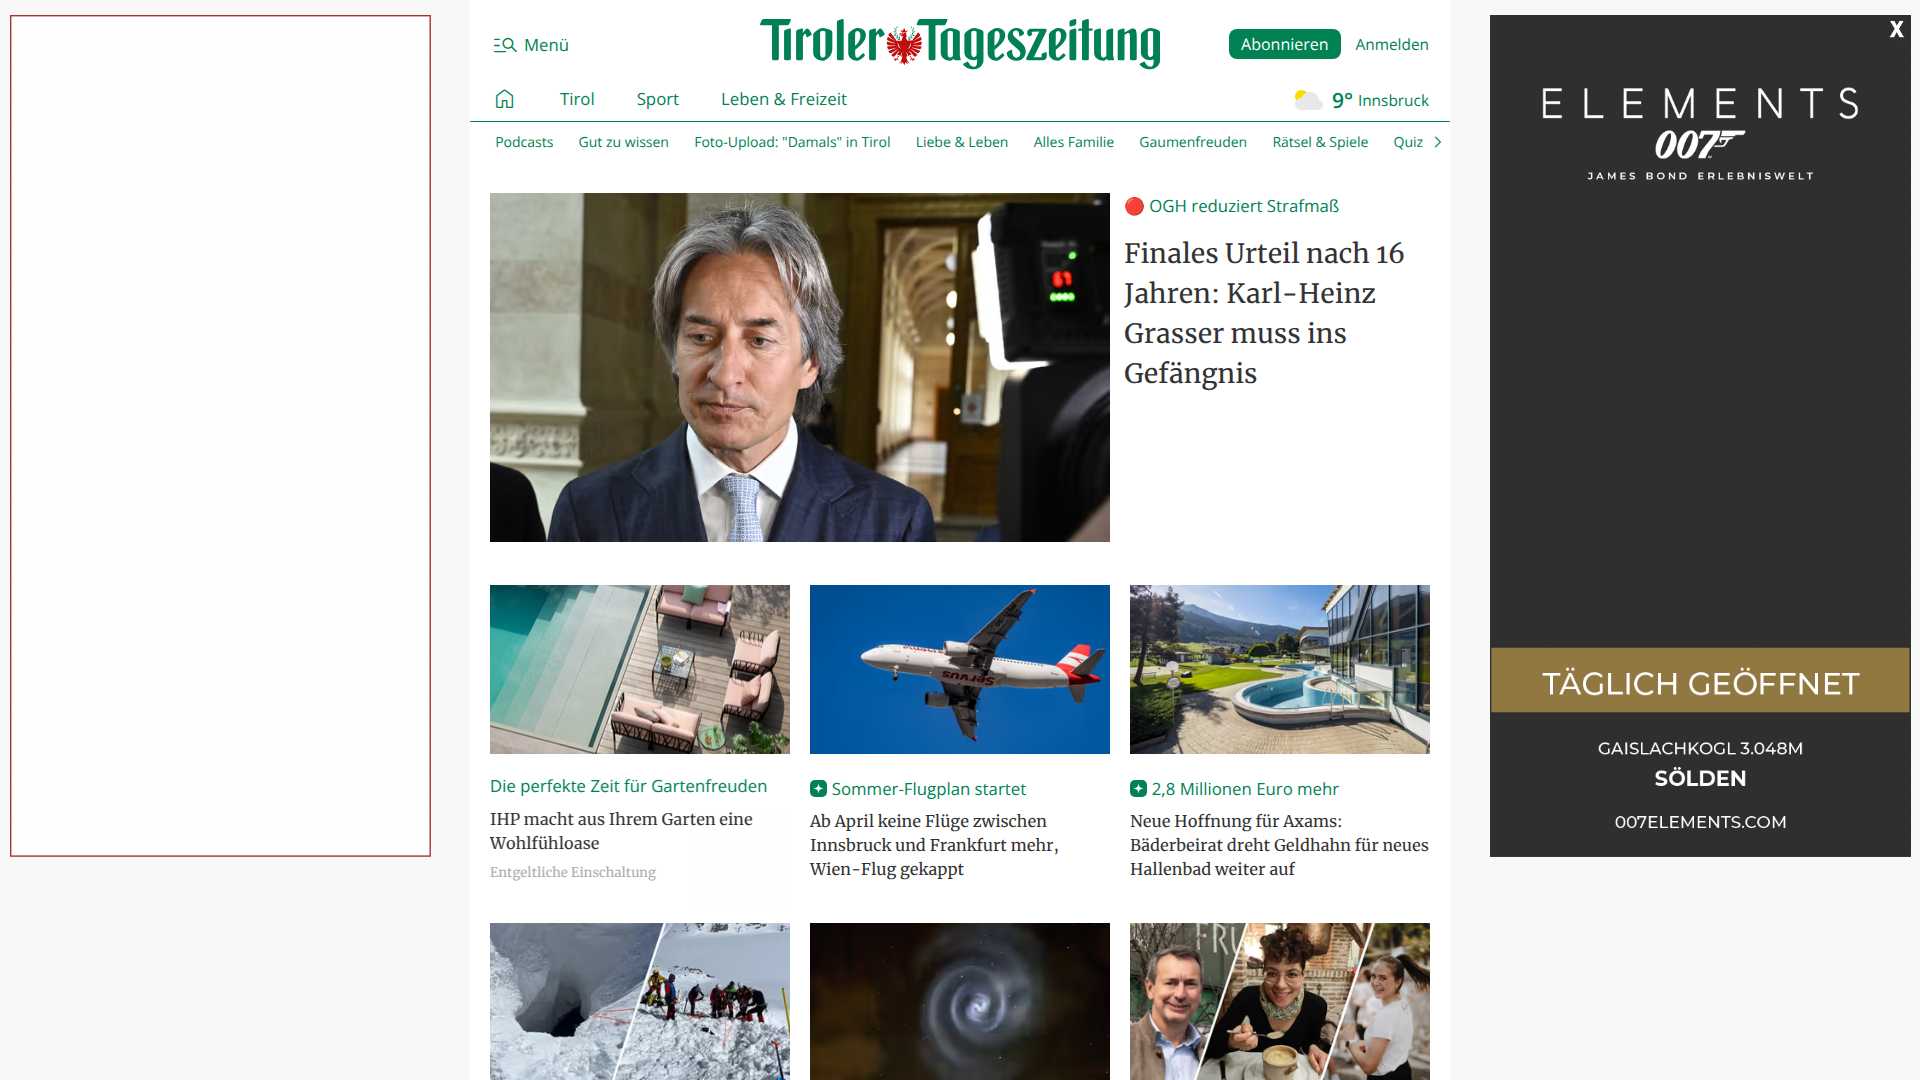 Menü
Tiroler Tageszeitung
Abonnieren
Anmelden
Tirol
Sport
Leben & Freizeit
9° Innsbruck
Podcasts
Gut zu wissen
Foto-Upload: "Damals" in Tirol
Liebe & Leben
Alles Familie
Gaumenfreuden
Rätsel & Spiele
Quiz
OGH reduziert Strafmaß
Finales Urteil nach 16
Jahren: Karl-Heinz
Grasser muss ins
Gefängnis
Servus
Die perfekte Zeit für Gartenfreuden
IHP macht aus Ihrem Garten eine
Wohlfühloase
Entgeltliche Einschaltung
Sommer-Flugplan startet
Ab April keine Flüge zwischen
Innsbruck und Frankfurt mehr,
Wien-Flug gekappt
2,8 Millionen Euro mehr
Neue Hoffnung für Axams:
Bäderbeirat dreht Geldhahn für neues
Hallenbad weiter auf
X
ELEMENTS
007
JAMES BOND ERLEBNISWELT
TÄGLICH GEÖFFNET
GAISLACHKOGL 3.048M
SÖLDEN
007ELEMENTS.COM